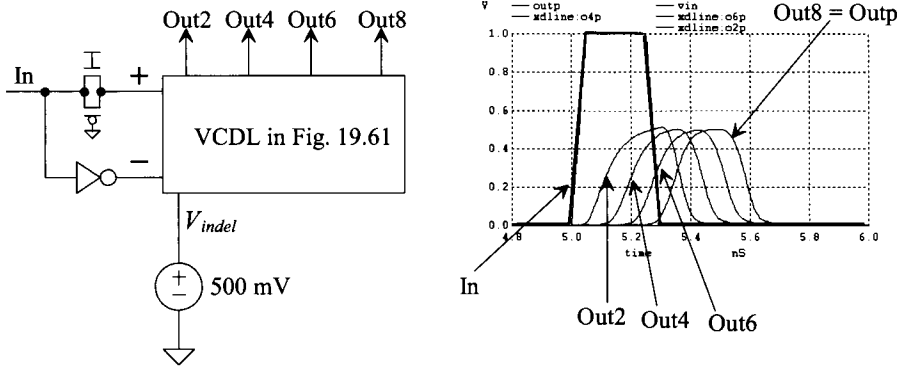 Out2 Out4 Out6 Out8
In
+
−
VCDL in Fig. 19.61
V_indel
+
−
500 mV
V
outp
vin
xdline:o4p
xdline:o6p
xdline:o2p
Out8 = Outp
1.0
0.8
0.6
0.4
0.2
0.0
4.8 5.0 5.2 5.4 5.6 5.8 6.0
time nS
In
Out2 Out4 Out6